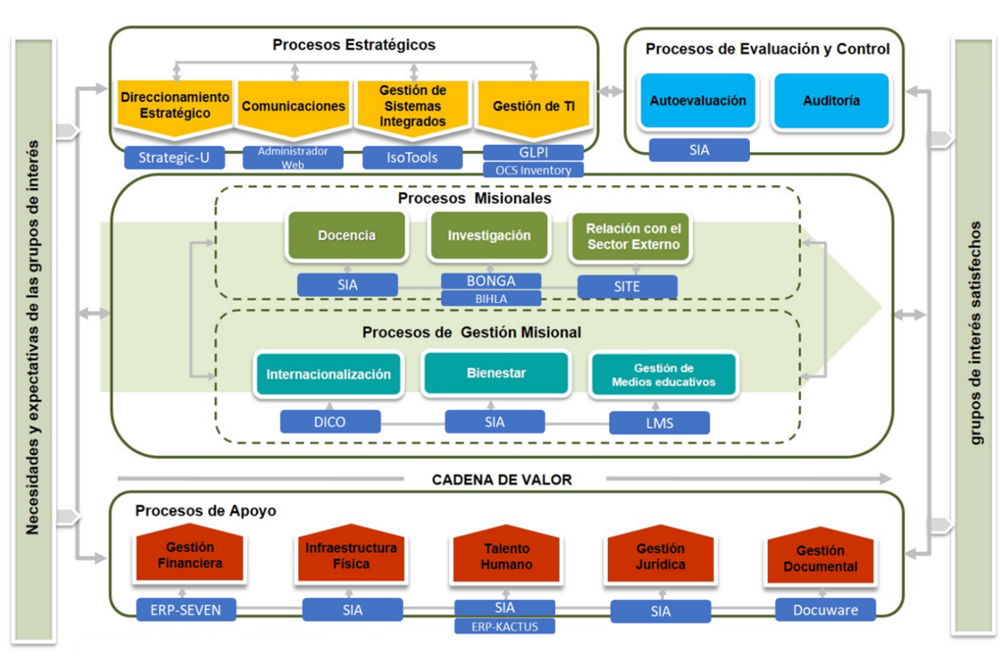 Necesidades y expectativas de las grupos de interés
Procesos Estratégicos
Direccionamiento
Estratégico
Comunicaciones
Gestión de
Sistemas
Integrados
Gestión de TI
Strategic-U
Administrador
Web
IsoTools
GLPI
OCS Inventory
Procesos de Evaluación y Control
Autoevaluación
Auditoría
SIA
Procesos Misionales
Docencia
Investigación
Relación con el
Sector Externo
SIA
BONGA
BIHLA
SITE
Procesos de Gestión Misional
Internacionalización
Bienestar
Gestión de
Medios educativos
DICO
SIA
LMS
CADENA DE VALOR
Procesos de Apoyo
Gestión
Financiera
Infraestructura
Física
Talento
Humano
Gestión
Jurídica
Gestión
Documental
ERP-SEVEN
SIA
SIA
ERP-KACTUS
SIA
Docuware
grupos de interés satisfechos